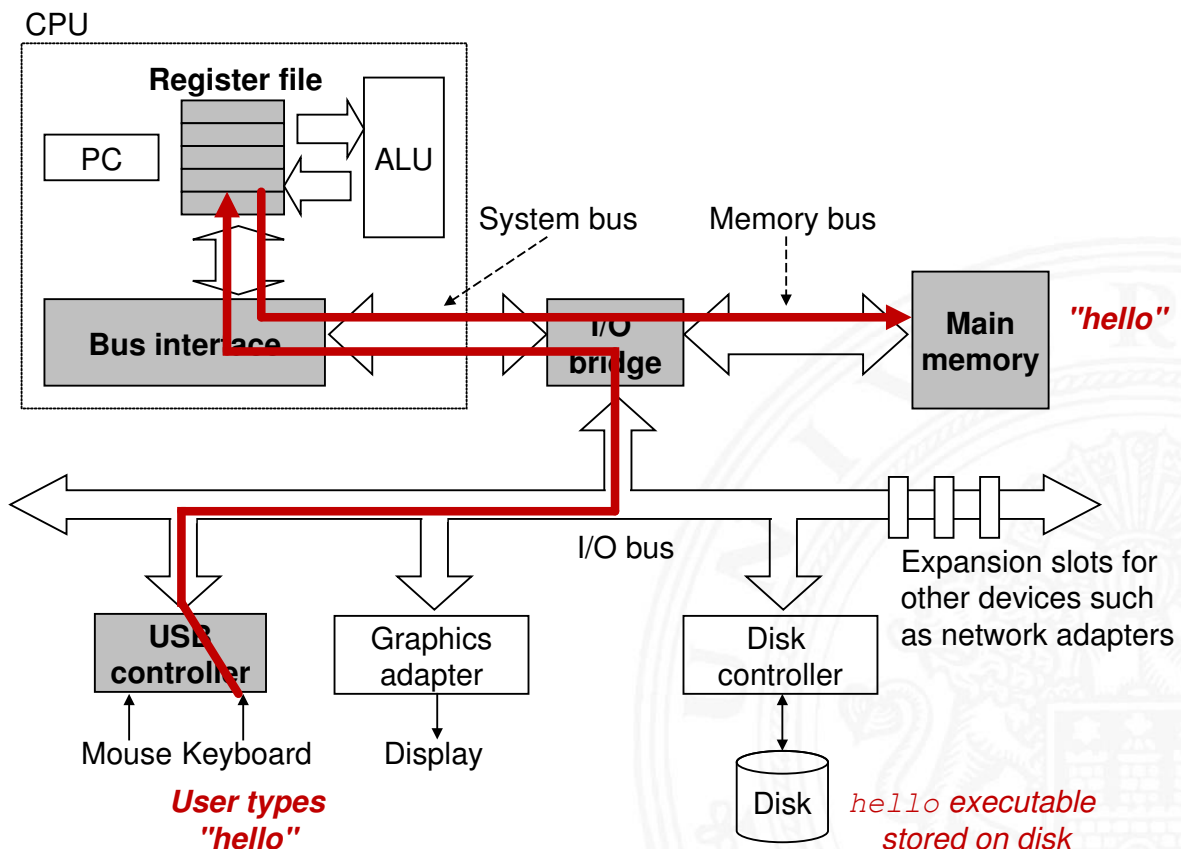 CPU
Register file
PC
ALU
System bus
Memory bus
Bus interface
I/O
bridge
Main
memory
"hello"
I/O bus
Expansion slots for
other devices such
as network adapters
USB
controller
Graphics
adapter
Disk
controller
Mouse Keyboard
Display
User types
"hello"
Disk
hello executable
stored on disk